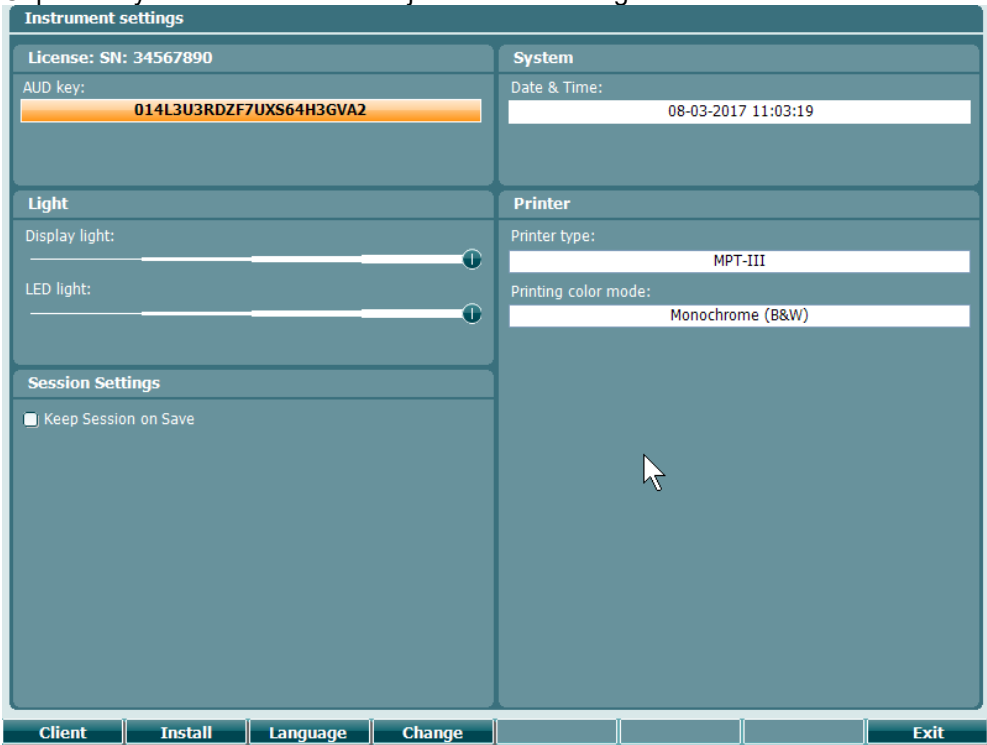 Instrument settings
License: SN: 34567890
AUD key:
014L3U3RDZF7UXS64H3GVA2
System
Date & Time:
08-03-2017 11:03:19
Light
Display light:
LED light:
Printer
Printer type:
MPT-III
Printing color mode:
Monochrome (B&W)
Session Settings
Keep Session on Save
Client Install Language Change Exit